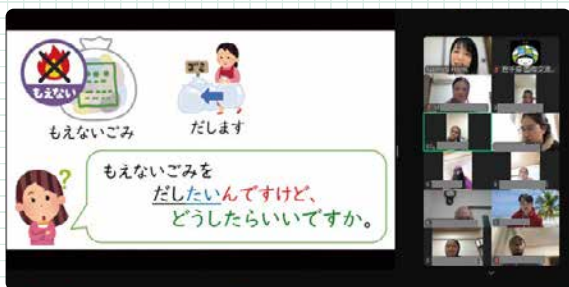 もえない
もえないごみ
ゴミ
だします
?
もえないごみを
だしたいんですけど、
どうしたらいいですか。